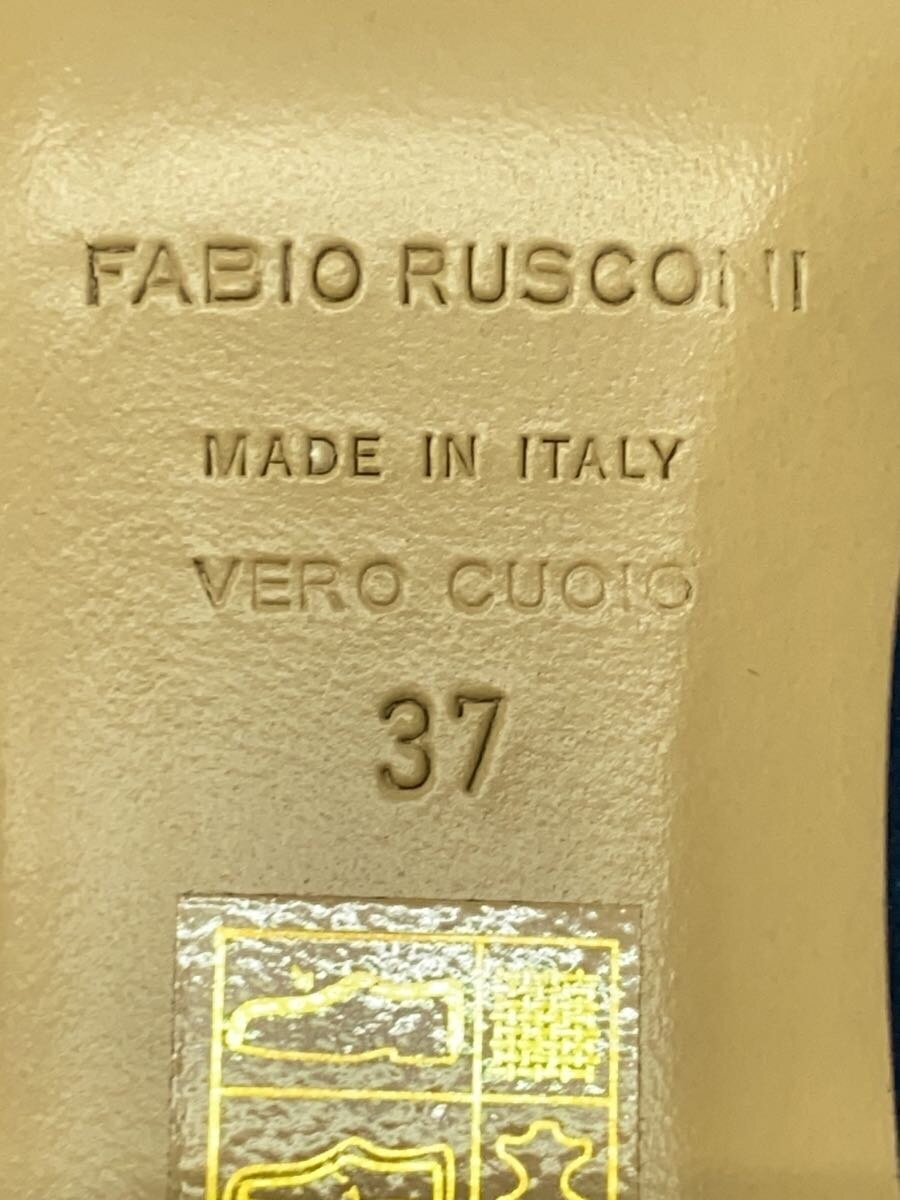 FABIO RUSCONI
MADE IN ITALY
VERO CUOIO
37